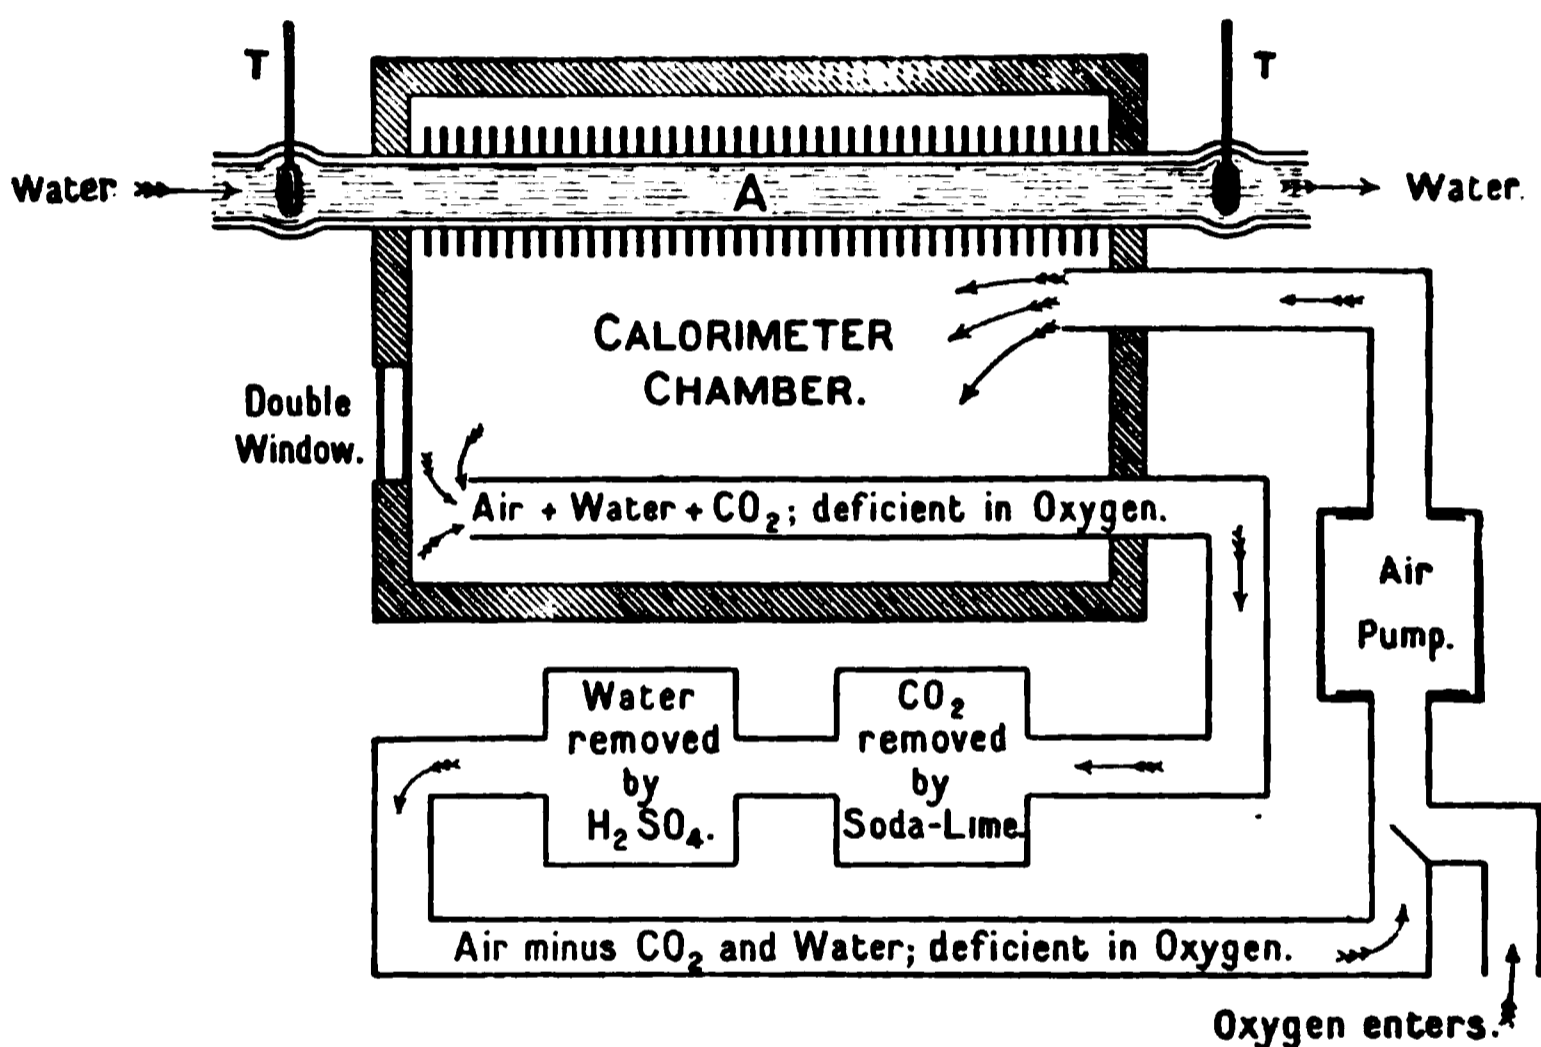 T
T
Water
A
Water.
CALORIMETER
CHAMBER.
Double
Window.
Air + Water + CO₂; deficient in Oxygen.
Air
Pump.
Water
removed
by
H₂SO₄.
CO₂
removed
by
Soda-Lime.
Air minus CO₂ and Water; deficient in Oxygen.
Oxygen enters.